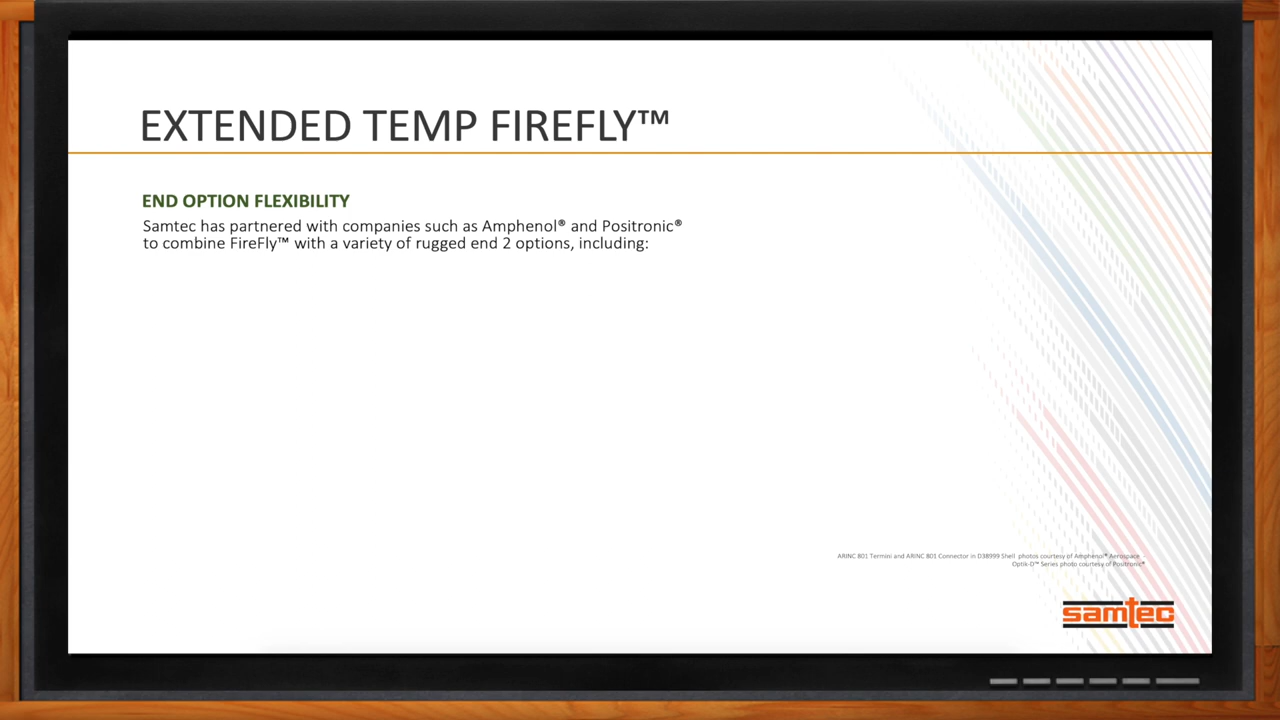 EXTENDED TEMP FIREFLY™
END OPTION FLEXIBILITY
Samtec has partnered with companies such as Amphenol® and Positronic®
to combine FireFly™ with a variety of rugged end 2 options, including:
ARINC 801 Termini and ARINC 801 Connector in D38999 Shell photos courtesy of Amphenol® Aerospace -
Optik-D™ Series photo courtesy of Positronic®
samtec